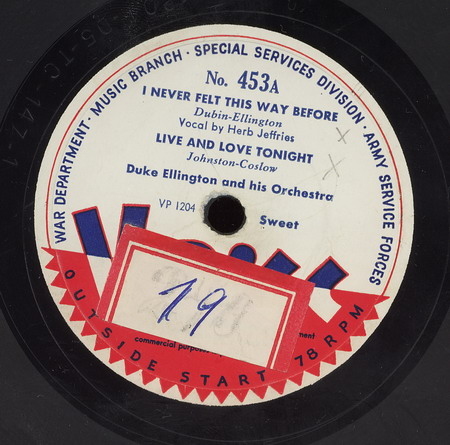 WAR DEPARTMENT · MUSIC BRANCH · SPECIAL SERVICES DIVISION · ARMY SERVICE FORCES
No. 453A
I NEVER FELT THIS WAY BEFORE
Dubin-Ellington
Vocal by Herb Jeffries
LIVE AND LOVE TONIGHT
Johnston-Coslow
Duke Ellington and his Orchestra
VP 1204
Sweet
19
commercial purposes
OUTSIDE START 78 RPM